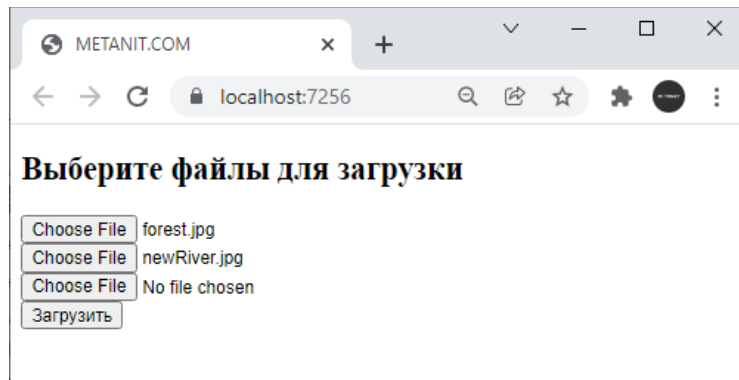 METANIT.COM
localhost:7256
Выберите файлы для загрузки
Choose File forest.jpg
Choose File newRiver.jpg
Choose File No file chosen
Загрузить